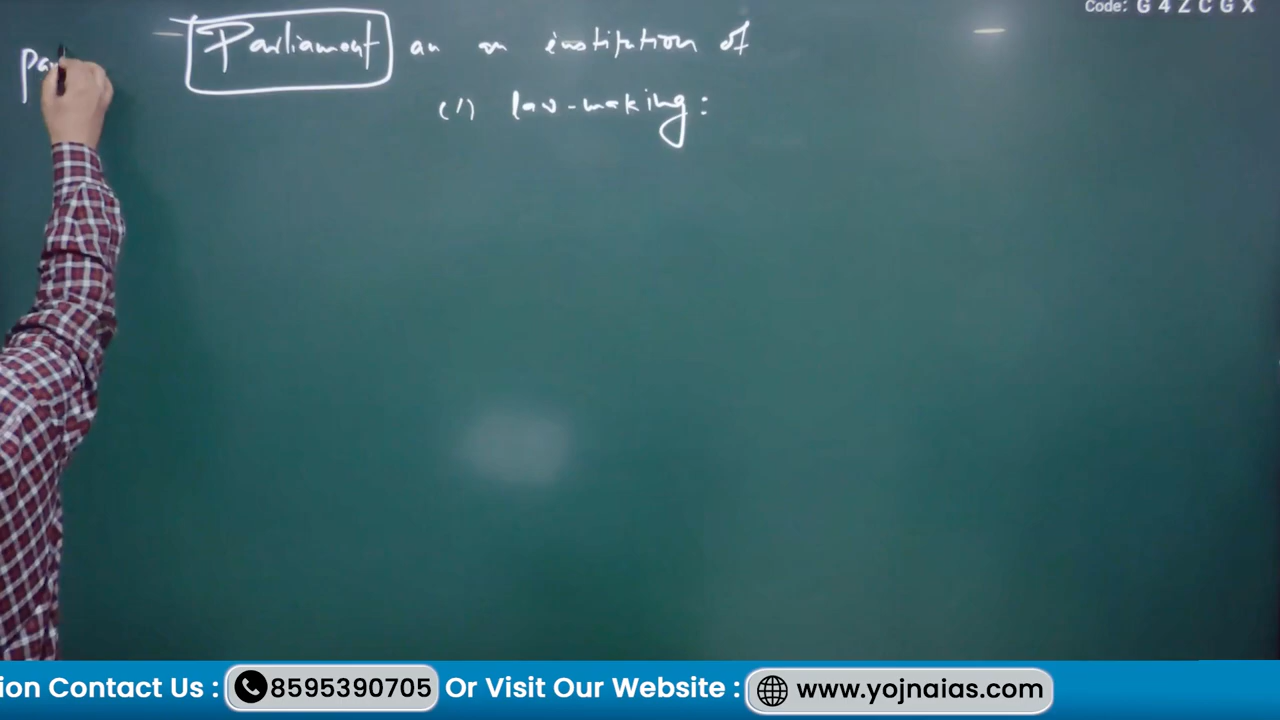 Code: G 4 Z C G X
Parliament as an institution of
(1) law-making:
Pa
ion Contact Us : 8595390705 Or Visit Our Website : www.yojnaias.com